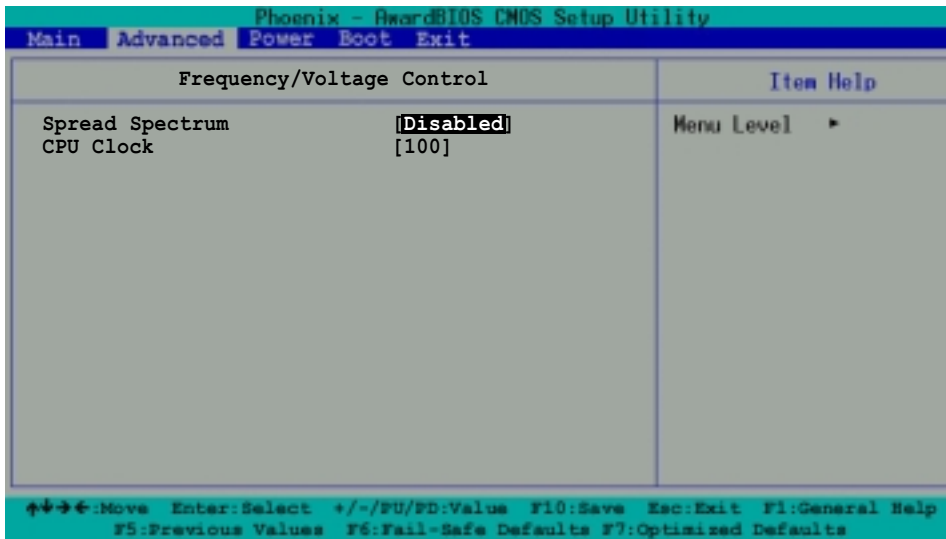 Phoenix - AwardBIOS CMOS Setup Utility
Main Advanced Power Boot Exit
Frequency/Voltage Control
Item Help
Spread Spectrum [Disabled]
Menu Level ►
CPU Clock [100]
↑↓→←:Move Enter:Select +/-/PU/PD:Value F10:Save Esc:Exit F1:General Help
F5:Previous Values F6:Fail-Safe Defaults F7:Optimized Defaults